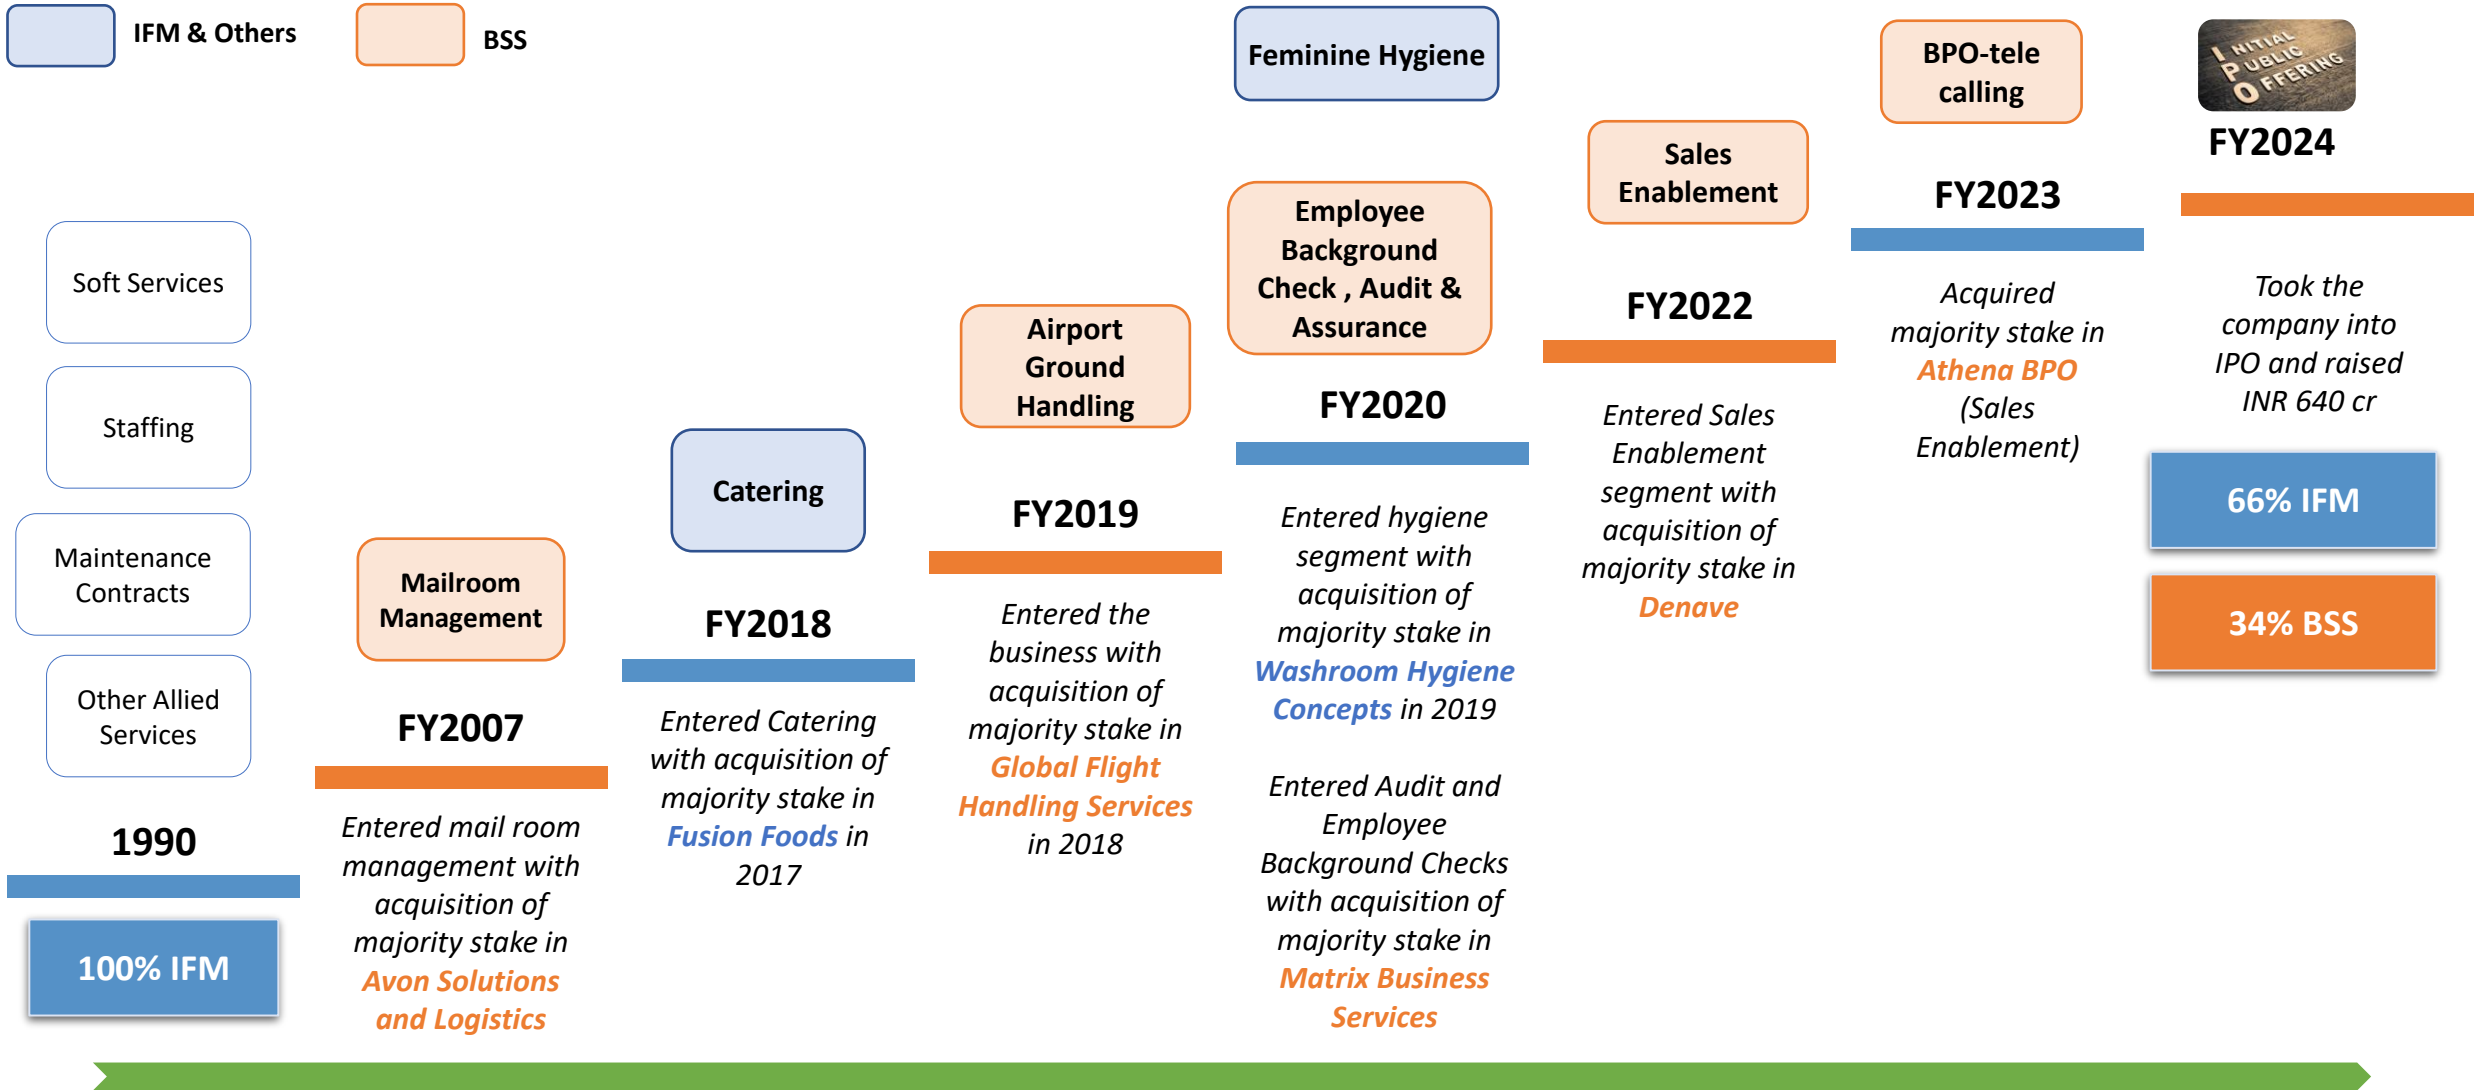 IFM & Others
BSS
Soft Services
Staffing
Maintenance
Contracts
Other Allied
Services
1990
100% IFM
Mailroom
Management
FY2007
Entered mail room
management with
acquisition of
majority stake in
Avon Solutions
and Logistics
Catering
FY2018
Entered Catering
with acquisition of
majority stake in
Fusion Foods in
2017
Airport
Ground
Handling
FY2019
Entered the
business with
acquisition of
majority stake in
Global Flight
Handling Services
in 2018
Feminine Hygiene
Employee
Background
Check , Audit &
Assurance
FY2020
Entered hygiene
segment with
acquisition of
majority stake in
Washroom Hygiene
Concepts in 2019
Entered Audit and
Employee
Background Checks
with acquisition of
majority stake in
Matrix Business
Services
Sales
Enablement
FY2022
Entered Sales
Enablement
segment with
acquisition of
majority stake in
Denave
BPO-tele
calling
FY2023
Acquired
majority stake in
Athena BPO
(Sales
Enablement)
INITIAL
PUBLIC
OFFERING
FY2024
Took the
company into
IPO and raised
INR 640 cr
66% IFM
34% BSS